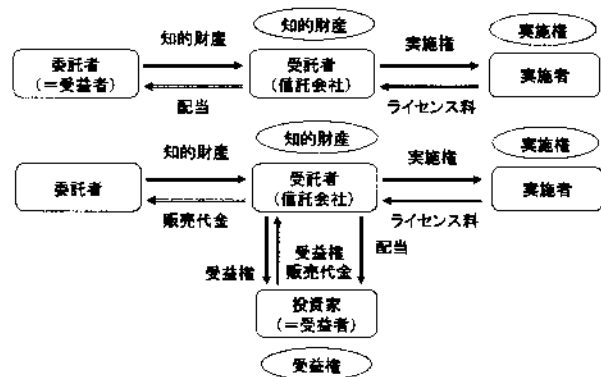 知的財産
知的財産
実施権
実施権
委託者
(=受益者)
受託者
(信託会社)
実施者
配当
ライセンス料
知的財産
知的財産
実施権
実施権
委託者
受託者
(信託会社)
実施者
販売代金
ライセンス料
受益権
受益権
販売代金
配当
投資家
(=受益者)
受益権